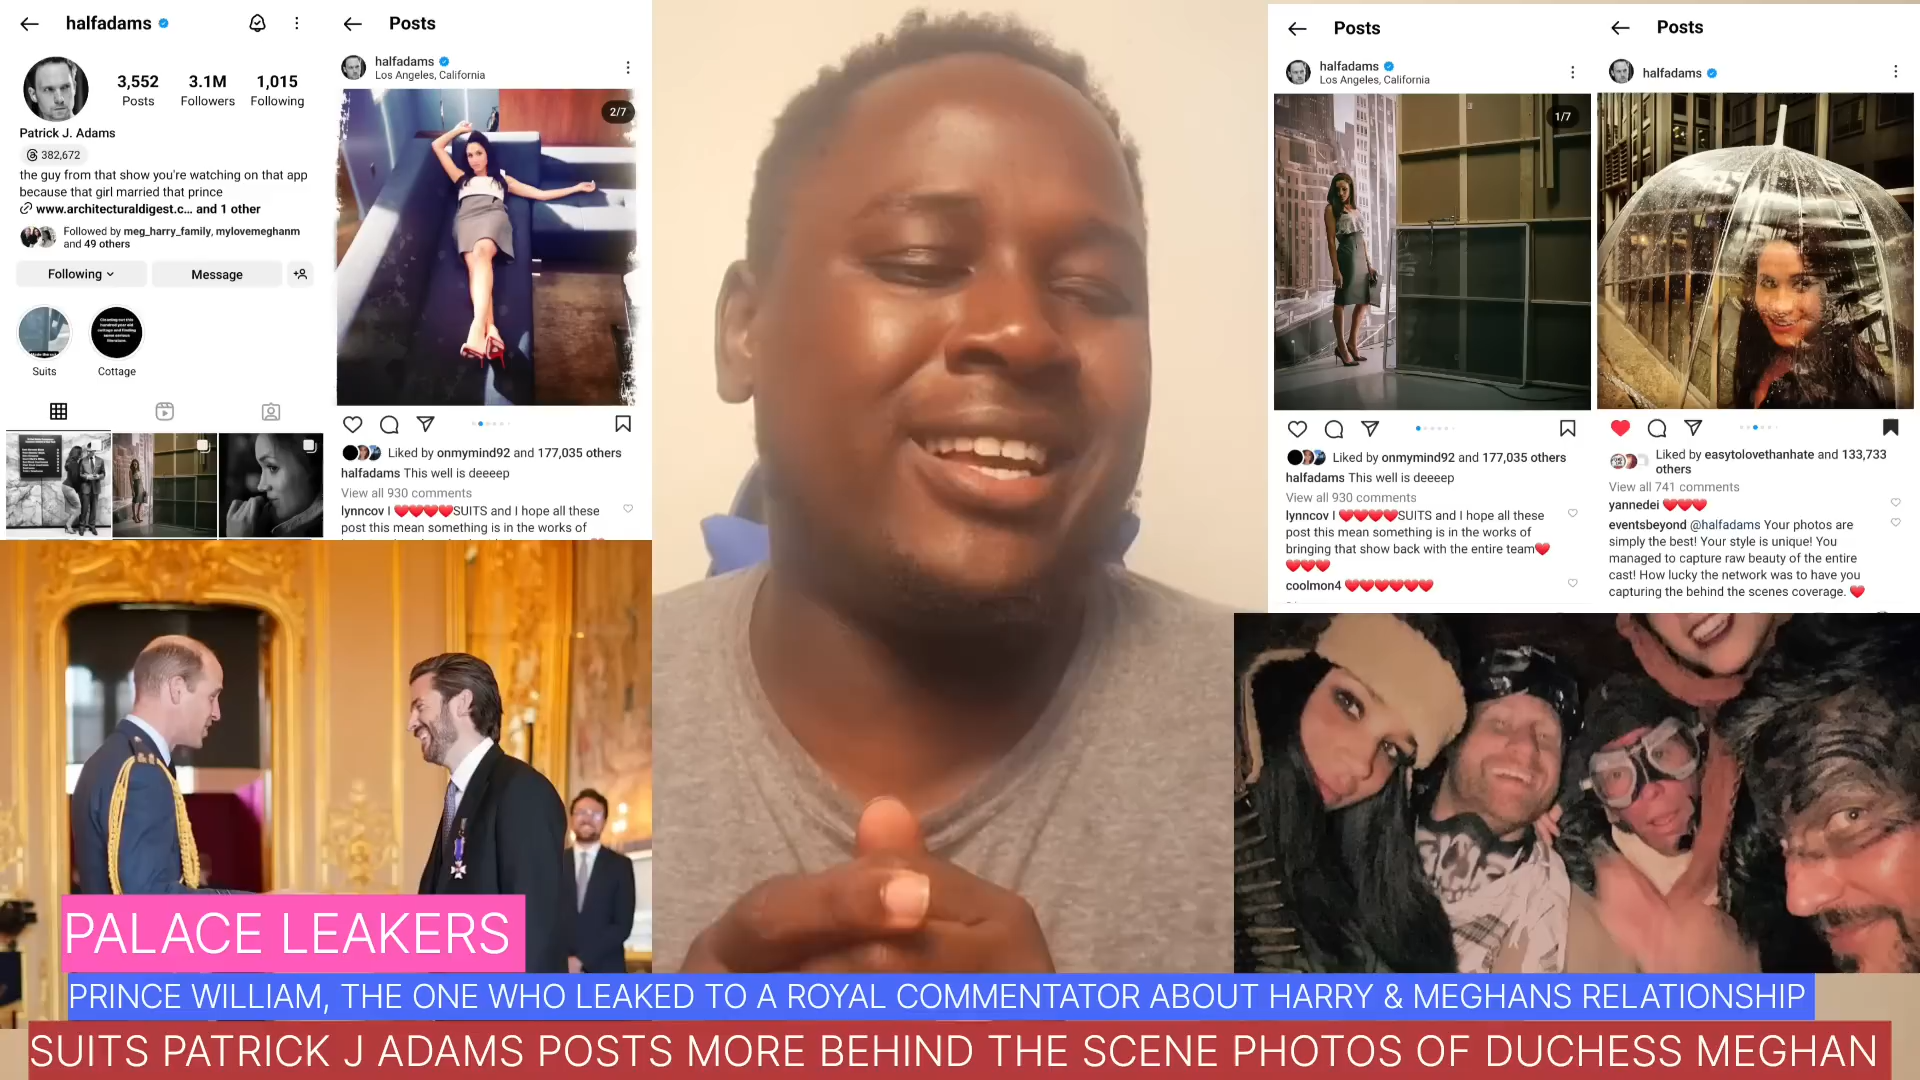 halfadams
3,552 3.1M 1,015
Posts Followers Following
Patrick J. Adams
382,672
the guy from that show you're watching on that app
because that girl married that prince
www.architecturaldigest.c... and 1 other
Followed by meg_harry_family, mylovemeghanm
and 49 others
Following Message
Suits Cottage
Posts
halfadams
Los Angeles, California
2/7
Liked by onmymind92 and 177,035 others
halfadams This well is deeeep
View all 930 comments
lynncov I ❤️❤️❤️❤️SUITS and I hope all these
post this mean something is in the works of
Posts
halfadams
Los Angeles, California
1/7
Liked by onmymind92 and 177,035 others
halfadams This well is deeeep
View all 930 comments
lynncov I ❤️❤️❤️❤️SUITS and I hope all these
post this mean something is in the works of
bringing that show back with the entire team❤️
❤️❤️❤️
coolmon4 ❤️❤️❤️❤️❤️❤️
Posts
halfadams
Liked by easytolovethanhate and 133,733
others
View all 741 comments
yannedei ❤️❤️❤️
eventsbeyond @halfadams Your photos are
simply the best! Your style is unique! You
managed to capture raw beauty of the entire
cast! How lucky the network was to have you
capturing the behind the scenes coverage. ❤️
PALACE LEAKERS
PRINCE WILLIAM, THE ONE WHO LEAKED TO A ROYAL COMMENTATOR ABOUT HARRY & MEGHANS RELATIONSHIP
SUITS PATRICK J ADAMS POSTS MORE BEHIND THE SCENE PHOTOS OF DUCHESS MEGHAN